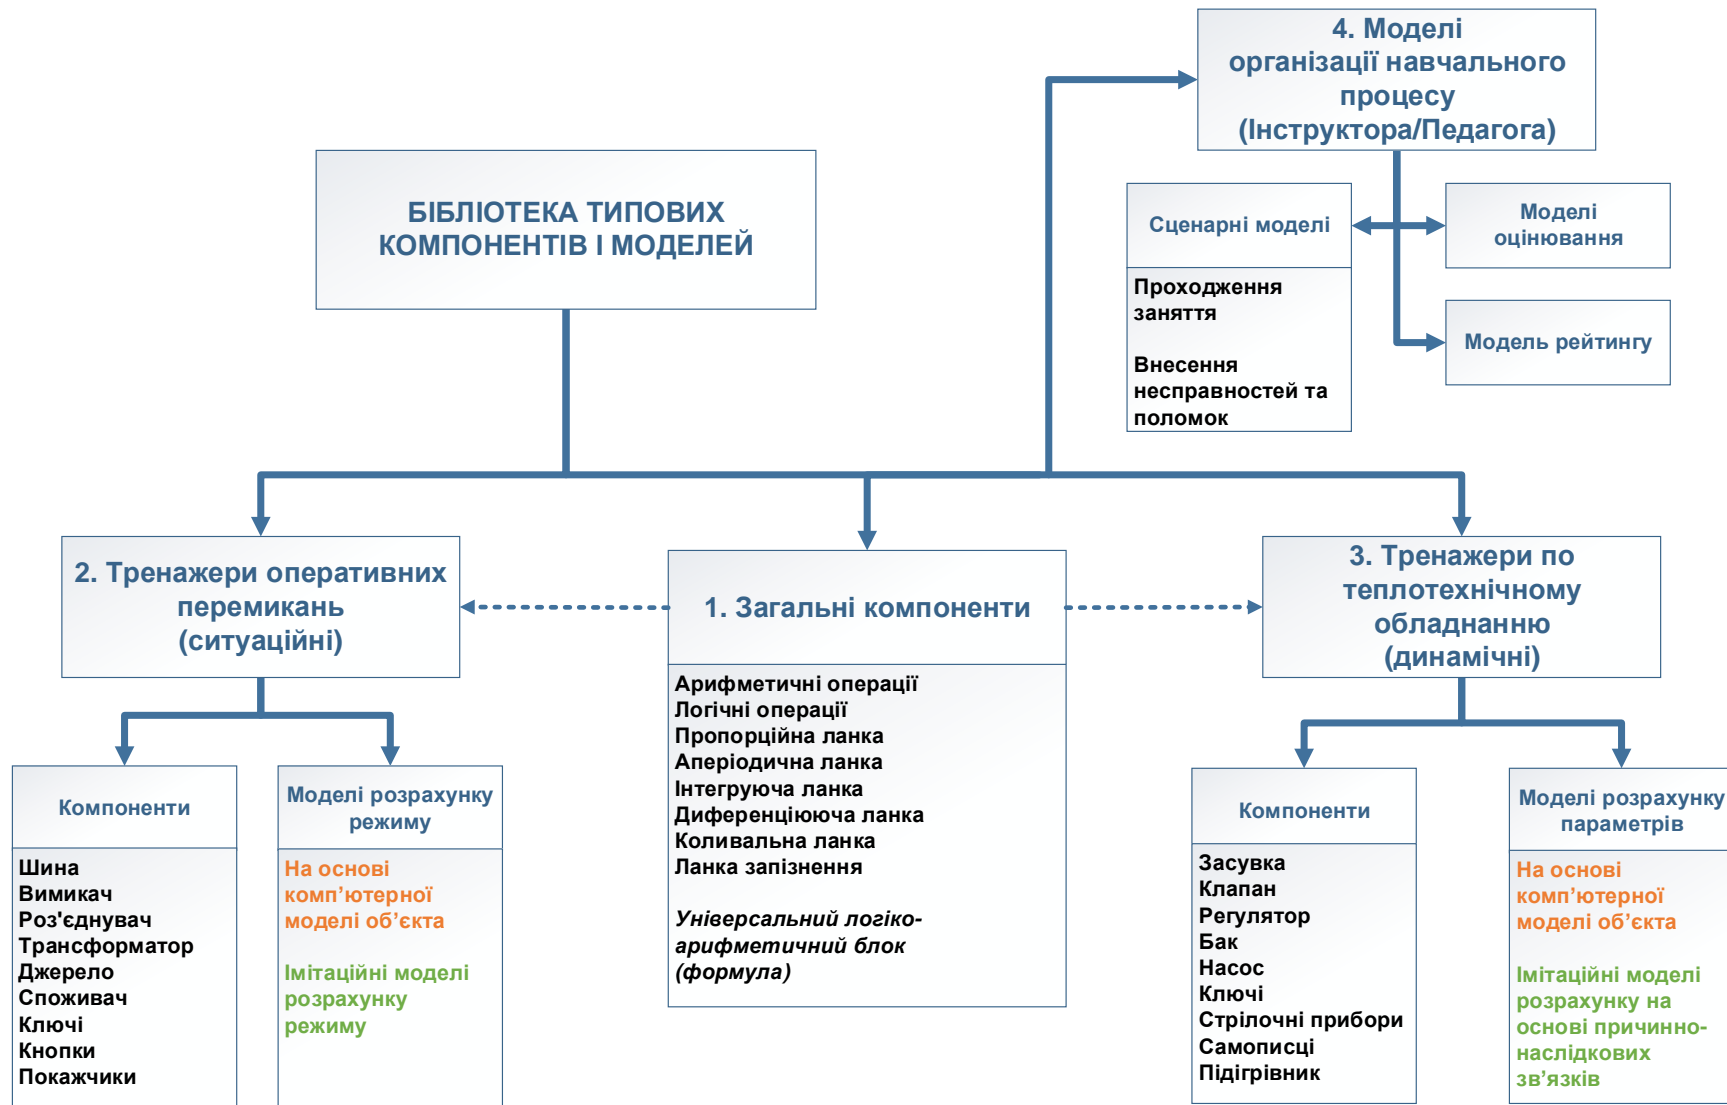 4. Моделі
організації навчального
процесу
(Інструктора/Педагога)
БІБЛІОТЕКА ТИПОВИХ
КОМПОНЕНТІВ І МОДЕЛЕЙ
Сценарні моделі
Проходження
заняття
Внесення
несправностей та
поломок
Моделі
оцінювання
Модель рейтингу
2. Тренажери оперативних
перемикань
(ситуаційні)
1. Загальні компоненти
Арифметичні операції
Логічні операції
Пропорційна ланка
Аперіодична ланка
Інтегруюча ланка
Диференціююча ланка
Коливальна ланка
Ланка запізнення
Універсальний логіко-
арифметичний блок
(формула)
3. Тренажери по
теплотехнічному
обладнанню
(динамічні)
Компоненти
Шина
Вимикач
Роз'єднувач
Трансформатор
Джерело
Споживач
Ключі
Кнопки
Покажчики
Моделі розрахунку
режиму
На основі
комп’ютерної
моделі об’єкта
Імітаційні моделі
розрахунку
режиму
Компоненти
Засувка
Клапан
Регулятор
Бак
Насос
Ключі
Стрілочні прибори
Самописці
Підігрівник
Моделі розрахунку
параметрів
На основі
комп’ютерної
моделі об’єкта
Імітаційні моделі
розрахунку на
основі причинно-
наслідкових
зв’язків